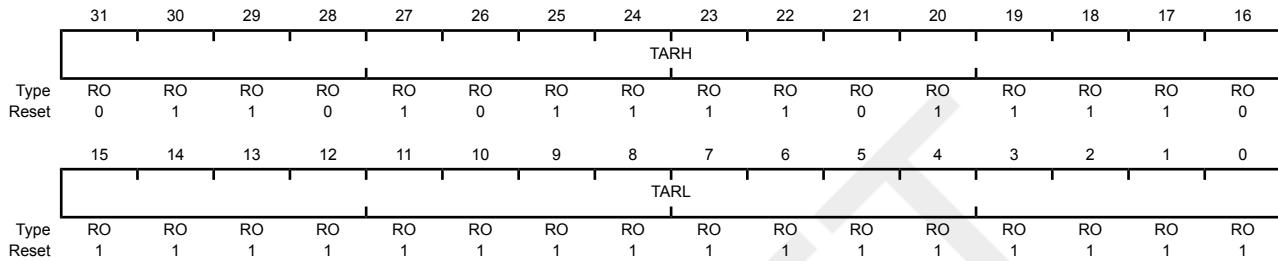 31 30 29 28 27 26 25 24 23 22 21 20 19 18 17 16
TARH
Type RO RO RO RO RO RO RO RO RO RO RO RO RO RO RO RO
Reset 0 1 1 0 1 0 1 1 1 1 0 1 1 1 1 0
15 14 13 12 11 10 9 8 7 6 5 4 3 2 1 0
TARL
Type RO RO RO RO RO RO RO RO RO RO RO RO RO RO RO RO
Reset 1 1 1 1 1 1 1 1 1 1 1 1 1 1 1 1